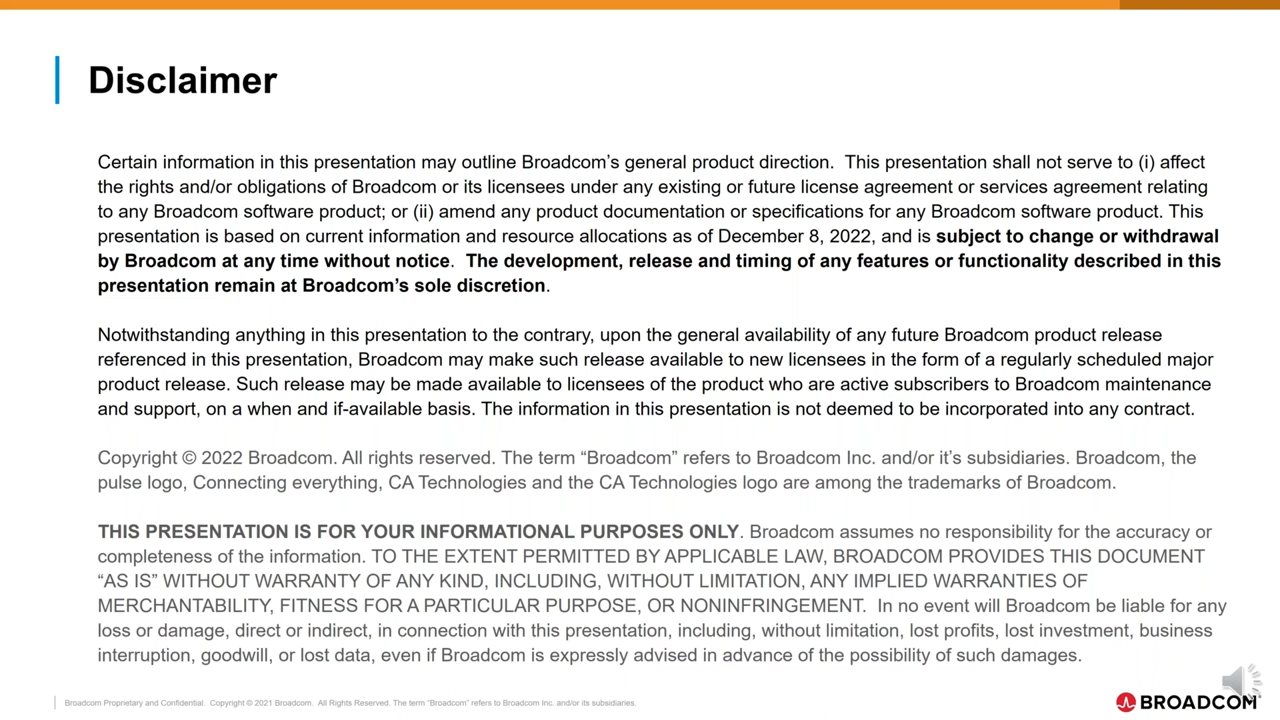 Disclaimer
Certain information in this presentation may outline Broadcom’s general product direction.  This presentation shall not serve to (i) affect
the rights and/or obligations of Broadcom or its licensees under any existing or future license agreement or services agreement relating
to any Broadcom software product; or (ii) amend any product documentation or specifications for any Broadcom software product. This
presentation is based on current information and resource allocations as of December 8, 2022, and is subject to change or withdrawal
by Broadcom at any time without notice.  The development, release and timing of any features or functionality described in this
presentation remain at Broadcom’s sole discretion.
Notwithstanding anything in this presentation to the contrary, upon the general availability of any future Broadcom product release
referenced in this presentation, Broadcom may make such release available to new licensees in the form of a regularly scheduled major
product release. Such release may be made available to licensees of the product who are active subscribers to Broadcom maintenance
and support, on a when and if-available basis. The information in this presentation is not deemed to be incorporated into any contract.
Copyright © 2022 Broadcom. All rights reserved. The term “Broadcom” refers to Broadcom Inc. and/or it’s subsidiaries. Broadcom, the
pulse logo, Connecting everything, CA Technologies and the CA Technologies logo are among the trademarks of Broadcom.
THIS PRESENTATION IS FOR YOUR INFORMATIONAL PURPOSES ONLY. Broadcom assumes no responsibility for the accuracy or
completeness of the information. TO THE EXTENT PERMITTED BY APPLICABLE LAW, BROADCOM PROVIDES THIS DOCUMENT
“AS IS” WITHOUT WARRANTY OF ANY KIND, INCLUDING, WITHOUT LIMITATION, ANY IMPLIED WARRANTIES OF
MERCHANTABILITY, FITNESS FOR A PARTICULAR PURPOSE, OR NONINFRINGEMENT.  In no event will Broadcom be liable for any
loss or damage, direct or indirect, in connection with this presentation, including, without limitation, lost profits, lost investment, business
interruption, goodwill, or lost data, even if Broadcom is expressly advised in advance of the possibility of such damages.
Broadcom Proprietary and Confidential.  Copyright © 2021 Broadcom.  All Rights Reserved. The term “Broadcom” refers to Broadcom Inc. and/or its subsidiaries.
BROADCOM